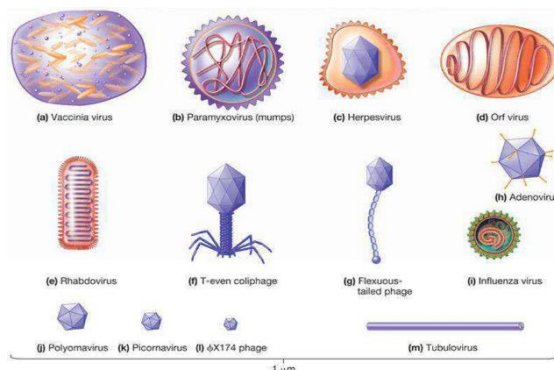 (a) Vaccinia virus
(b) Paramyxovirus (mumps)
(c) Herpesvirus
(d) Orf virus
(h) Adenovirus
(e) Rhabdovirus
(f) T-even coliphage
(g) Flexuous-
tailed phage
(i) Influenza virus
(j) Polyomavirus
(k) Picornavirus
(l) ϕX174 phage
(m) Tubulovirus
1 μm